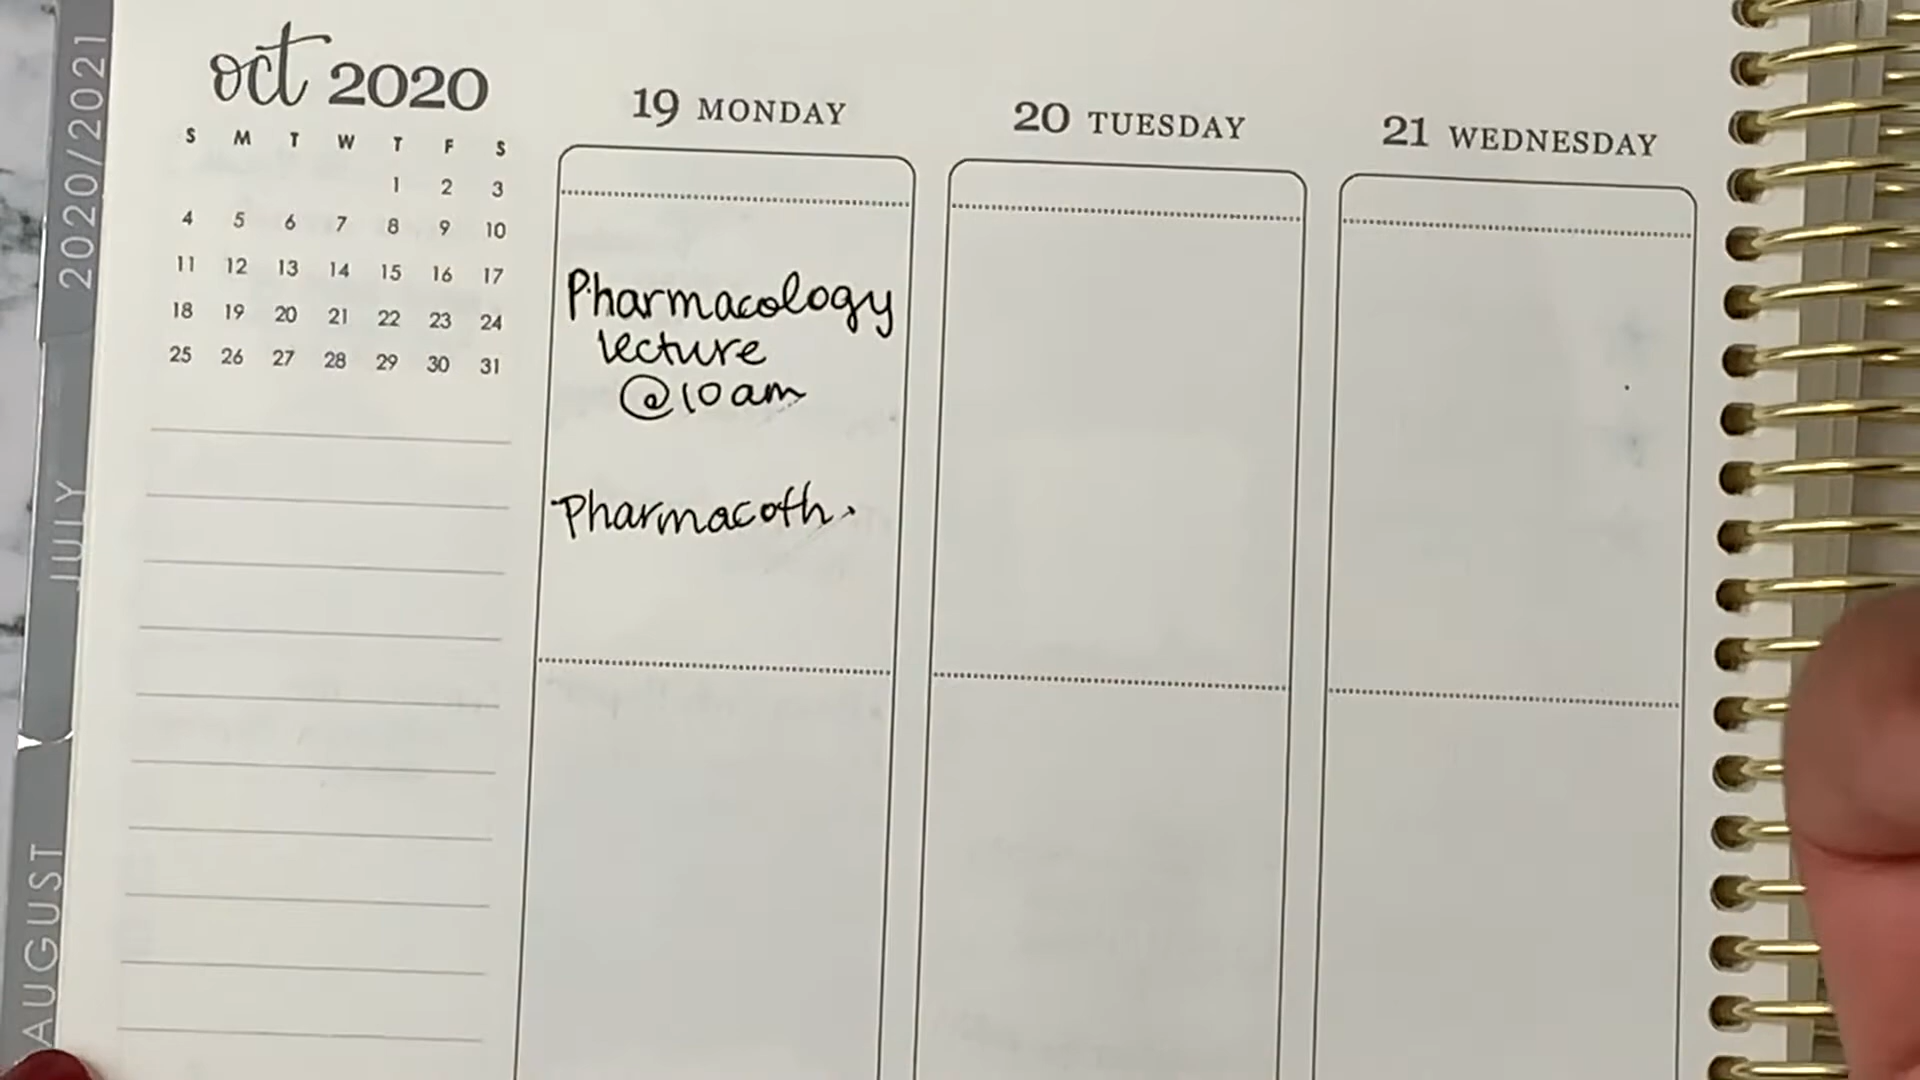 oct 2020
S M T W T F S
1 2 3
4 5 6 7 8 9 10
11 12 13 14 15 16 17
18 19 20 21 22 23 24
25 26 27 28 29 30 31
19 MONDAY
Pharmacology
lecture
@10am
Pharmacoth.
20 TUESDAY
21 WEDNESDAY
2020/2021
JULY
AUGUST